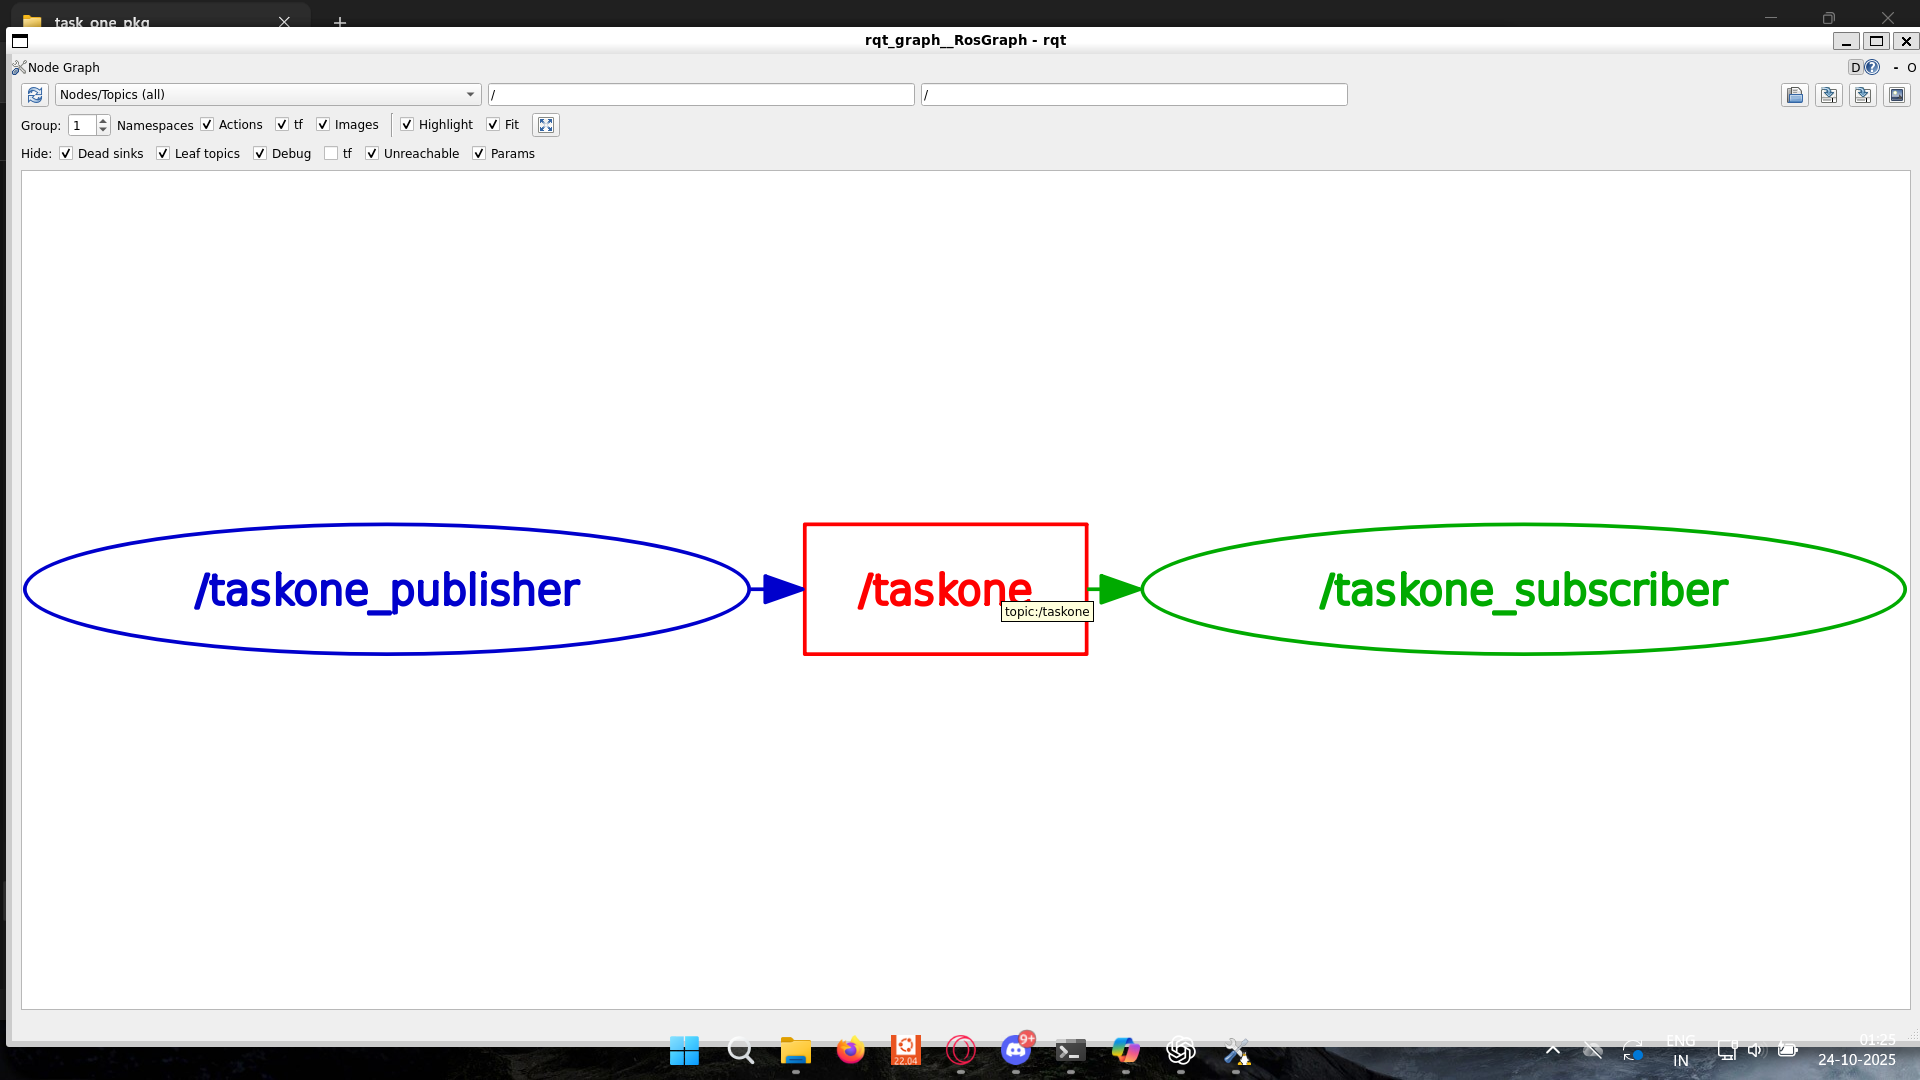 task_one_pkg
rqt_graph__RosGraph - rqt
Node Graph
D
- O
Nodes/Topics (all)
/
/
Group: 1 Namespaces Actions tf Images Highlight Fit
Hide: Dead sinks Leaf topics Debug tf Unreachable Params
/taskone_publisher
/taskone
/taskone_subscriber
topic:/taskone
22.04
9+
ENG
IN
01:25
24-10-2025